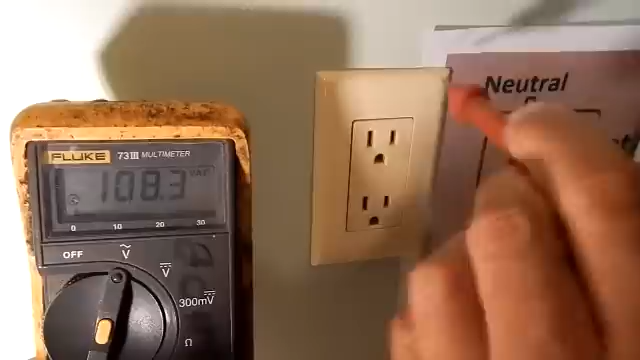 FLUKE 73III MULTIMETER
108.3 VAC
0 10 20 30
OFF
V
V
300mV
Ω
Neutral